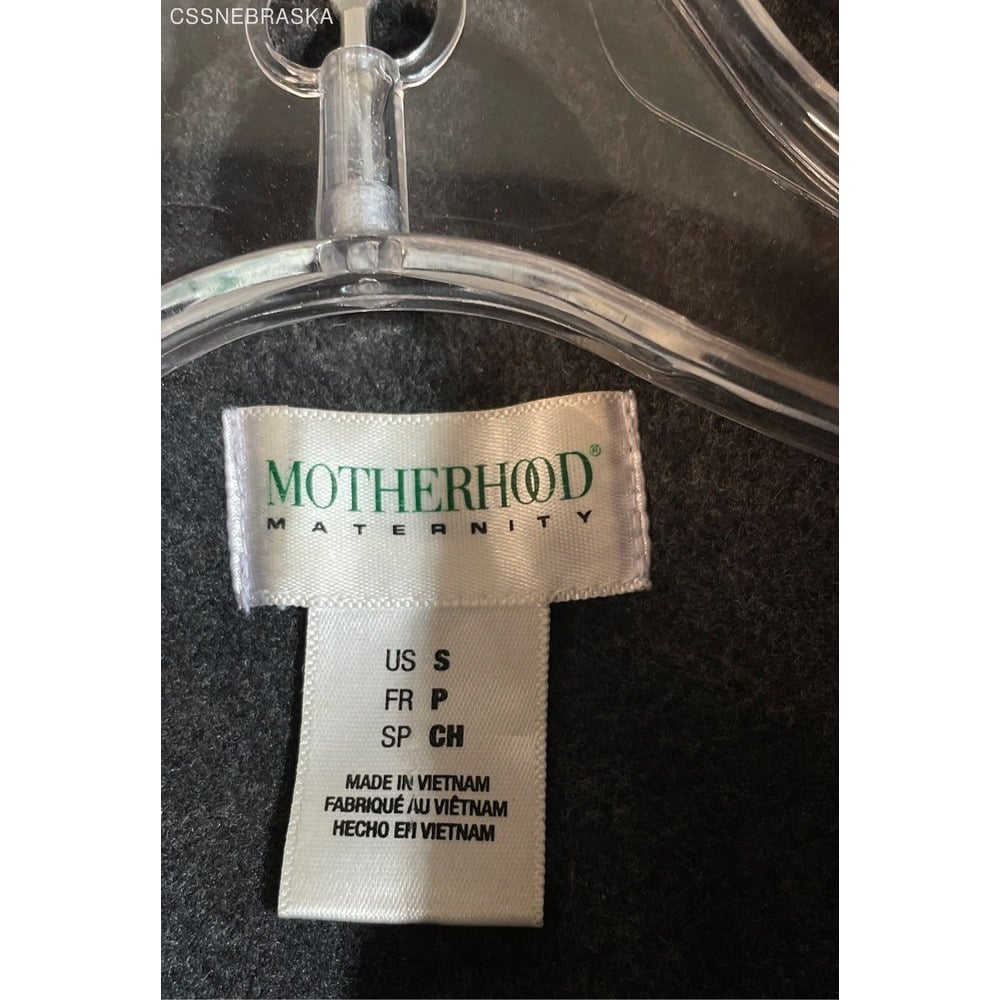 CSSNEBRASKA
MOTHERHOOD®
MATERNITY
US S
FR P
SP CH
MADE IN VIETNAM
FABRIQUÉ AU VIÊTNAM
HECHO EN VIETNAM